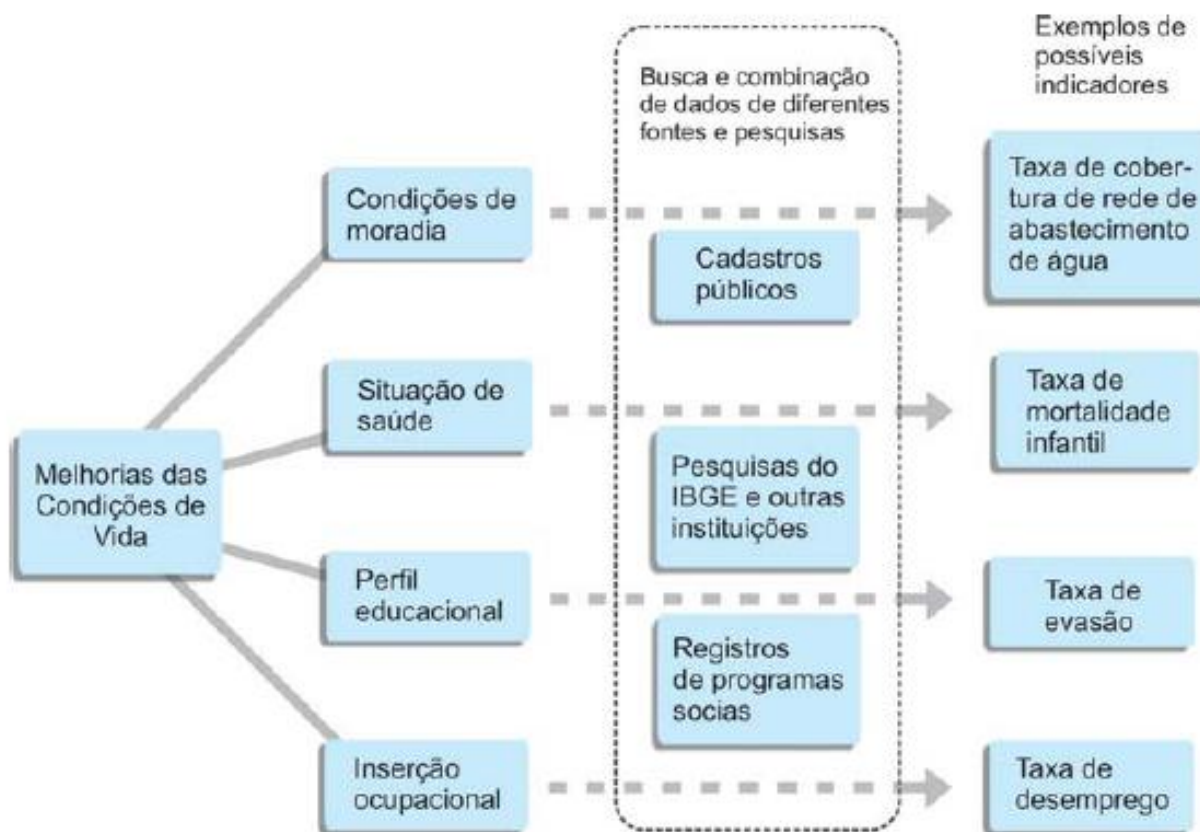 Exemplos de
possíveis
indicadores
Busca e combinação
de dados de diferentes
fontes e pesquisas
Condições de
moradia
Taxa de cober-
tura de rede de
abastecimento
de água
Cadastros
públicos
Situação de
saúde
Taxa de
mortalidade
infantil
Melhorias das
Condições de
Vida
Pesquisas do
IBGE e outras
instituições
Perfil
educacional
Taxa de
evasão
Registros
de programas
socias
Inserção
ocupacional
Taxa de
desemprego